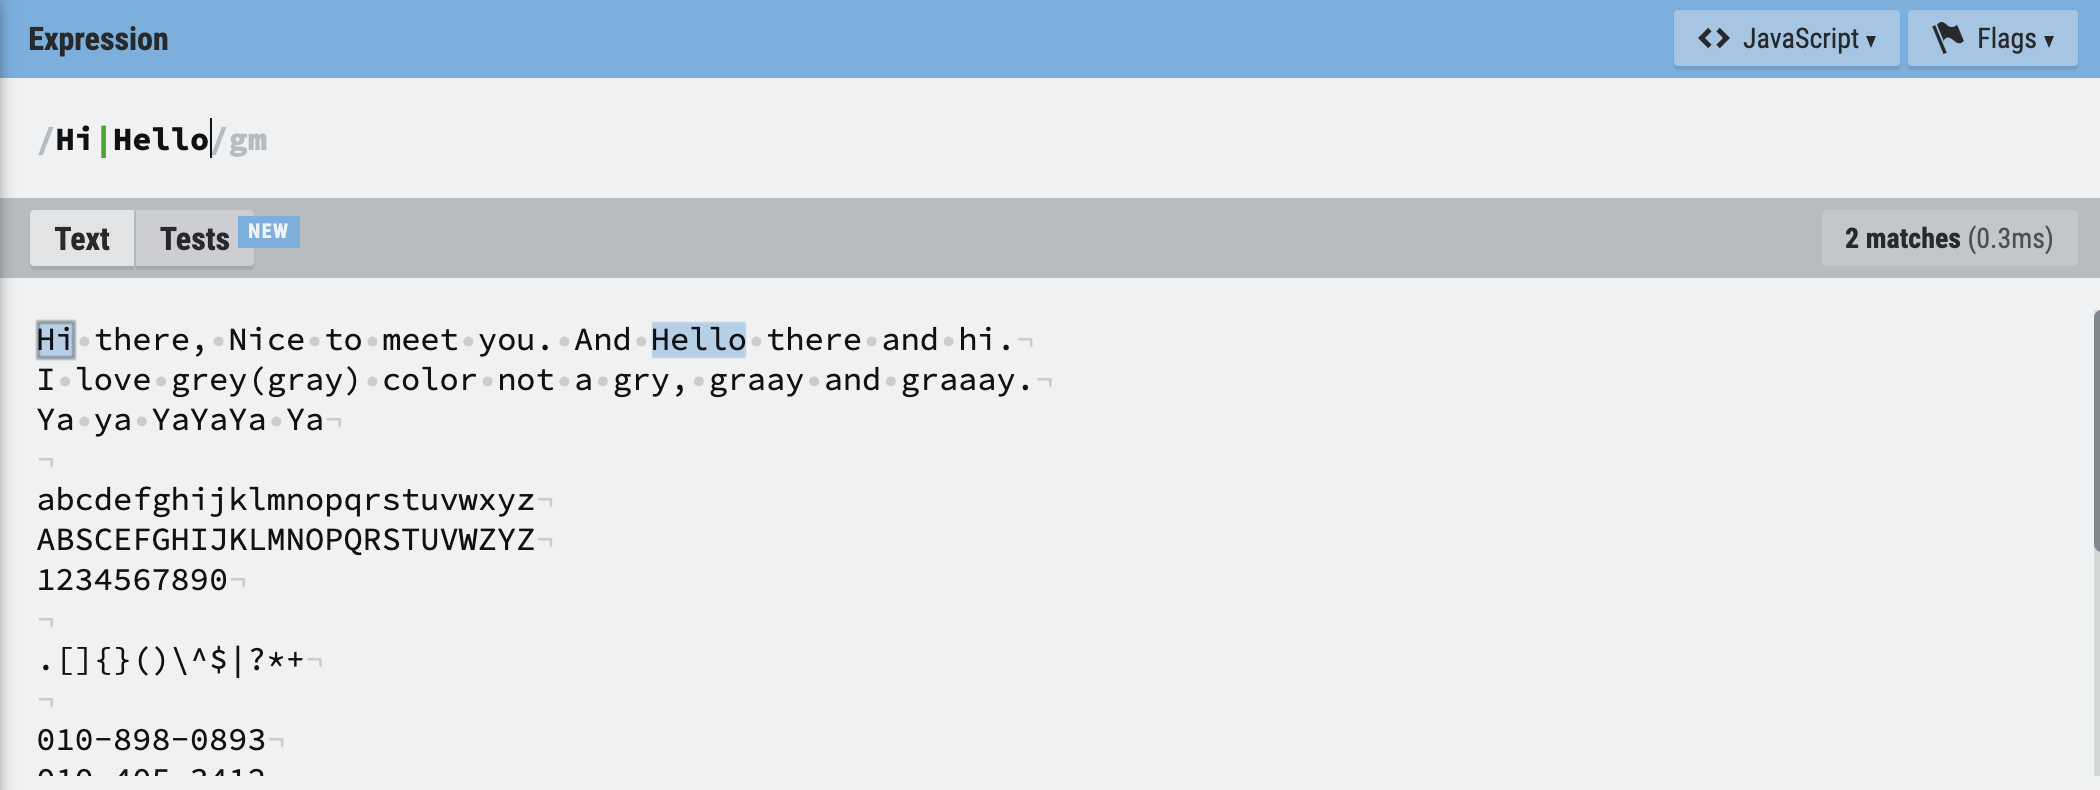 Expression
<> JavaScript ▾
Flags ▾
/Hi|Hello/gm
Text
Tests
NEW
2 matches (0.3ms)
Hi there, Nice to meet you. And Hello there and hi.
I love grey(gray) color not a gry, graay and graaay.
Ya ya YaYaYa Ya
abcdefghijklmnopqrstuvwxyz
ABSCEFGHIJKLMNOPQRSTUVWZYZ
1234567890
.[]{}()\^$|?*+
010-898-0893